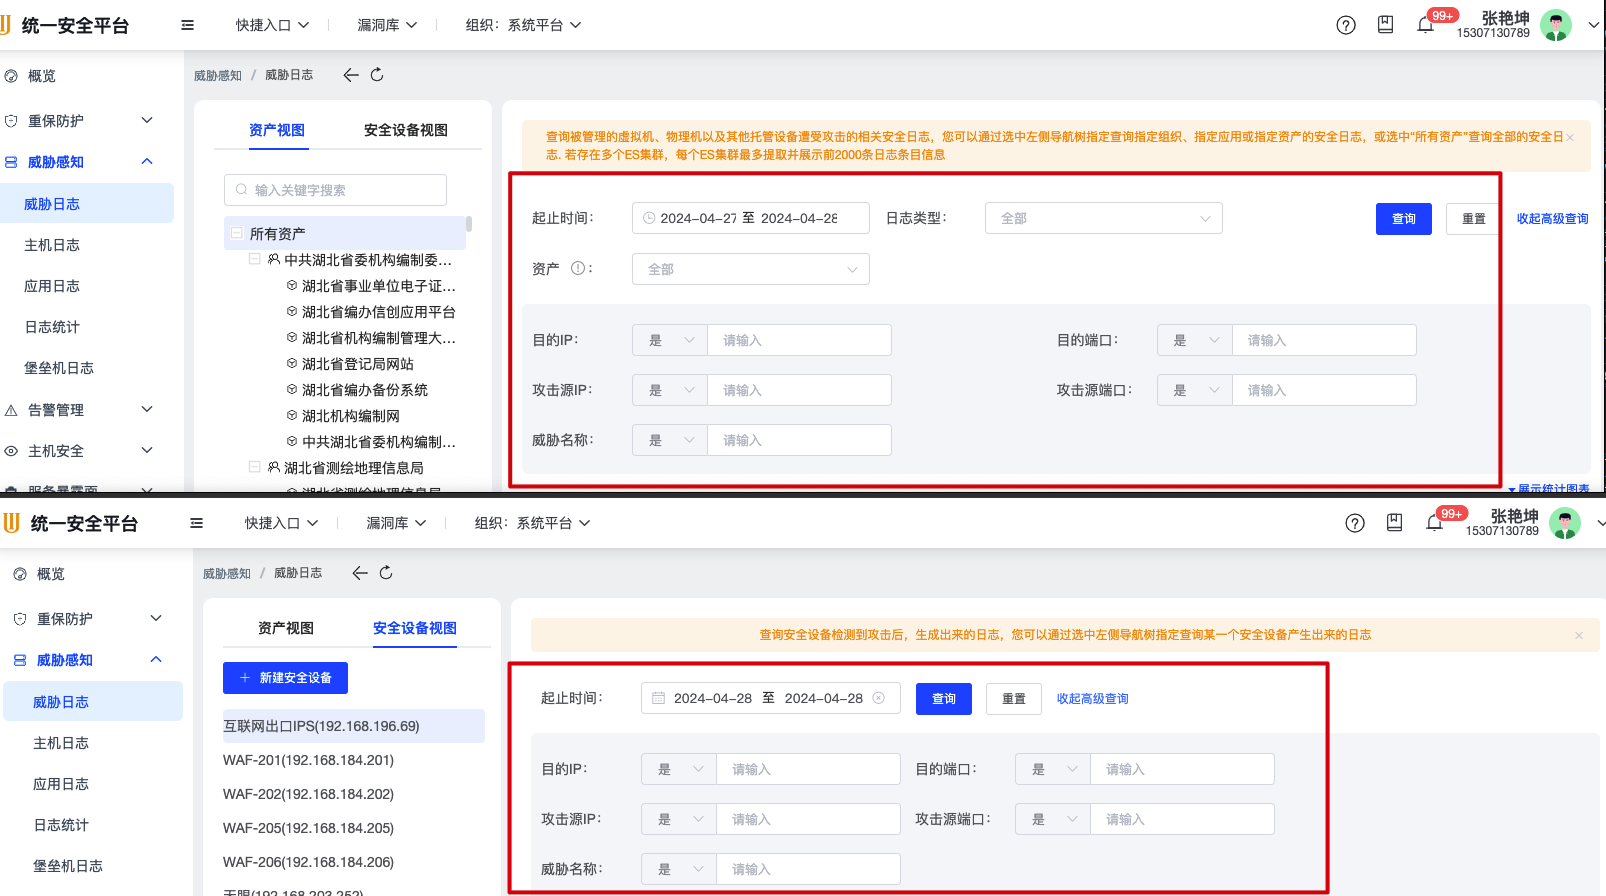 统一安全平台
快捷入口
漏洞库
组织：系统平台
99+
张艳坤
15307130789
概览
重保防护
威胁感知
威胁日志
主机日志
应用日志
日志统计
堡垒机日志
告警管理
主机安全
服务暴露面
威胁感知 / 威胁日志
资产视图
安全设备视图
输入关键字搜索
所有资产
中共湖北省委机构编制委...
湖北省事业单位电子证...
湖北省编办信创应用平台
湖北省机构编制管理大...
湖北省登记局网站
湖北省编办备份系统
湖北机构编制网
中共湖北省委机构编制...
湖北省测绘地理信息局
湖北省测绘地理信息局
查询被管理的虚拟机、物理机以及其他托管设备遭受攻击的相关安全日志，您可以通过选中左侧导航树指定查询指定组织、指定应用或指定资产的安全日志，或选中“所有资产”查询全部的安全日
志. 若存在多个ES集群，每个ES集群最多提取并展示前2000条日志条目信息
起止时间： 2024-04-27 至 2024-04-28 日志类型： 全部 查询 重置 收起高级查询
资产 ： 全部
目的IP： 是 请输入 目的端口： 是 请输入
攻击源IP： 是 请输入 攻击源端口： 是 请输入
威胁名称： 是 请输入
展示统计图表
统一安全平台
快捷入口
漏洞库
组织：系统平台
99+
张艳坤
15307130789
概览
重保防护
威胁感知
威胁日志
主机日志
应用日志
日志统计
堡垒机日志
威胁感知 / 威胁日志
资产视图
安全设备视图
新建安全设备
互联网出口IPS(192.168.196.69)
WAF-201(192.168.184.201)
WAF-202(192.168.184.202)
WAF-205(192.168.184.205)
WAF-206(192.168.184.206)
天眼(192.168.203.252)
查询安全设备检测到攻击后，生成出来的日志，您可以通过选中左侧导航树指定查询某一个安全设备产生出来的日志
起止时间： 2024-04-28 至 2024-04-28 查询 重置 收起高级查询
目的IP： 是 请输入 目的端口： 是 请输入
攻击源IP： 是 请输入 攻击源端口： 是 请输入
威胁名称： 是 请输入